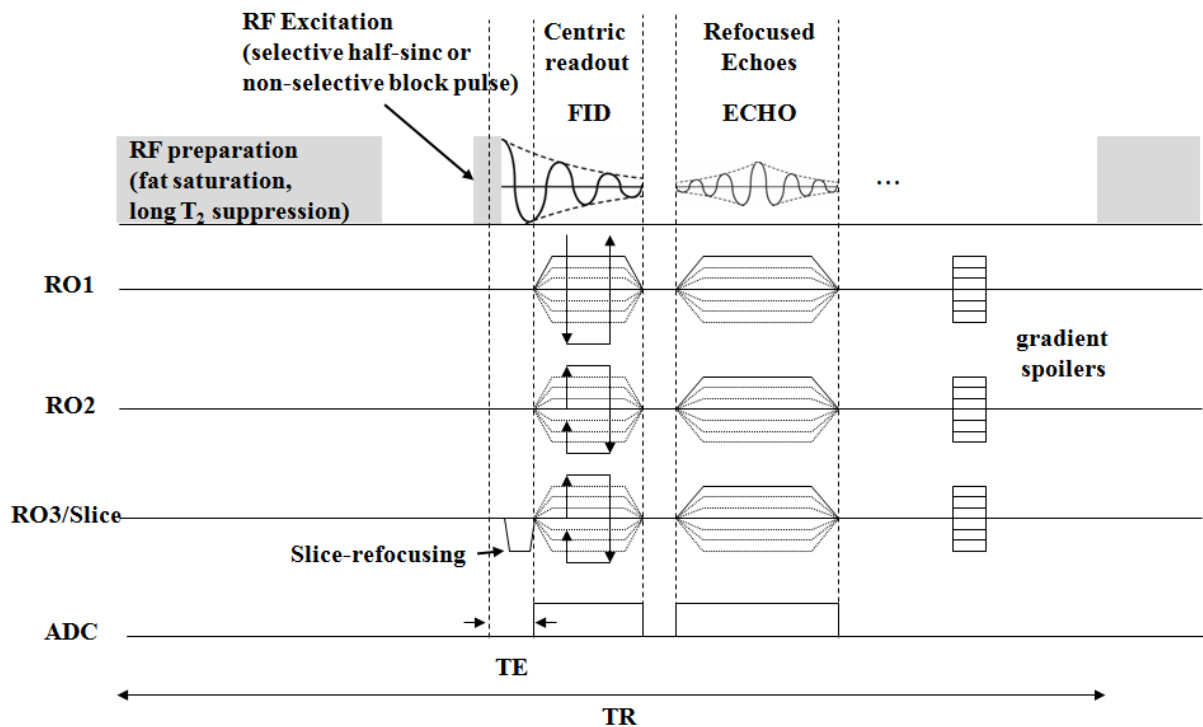 RF Excitation
(selective half-sinc or
non-selective block pulse)
Centric
readout
FID
Refocused
Echoes
ECHO
RF preparation
(fat saturation,
long T₂ suppression)
...
RO1
gradient
spoilers
RO2
RO3/Slice
Slice-refocusing
ADC
TE
TR